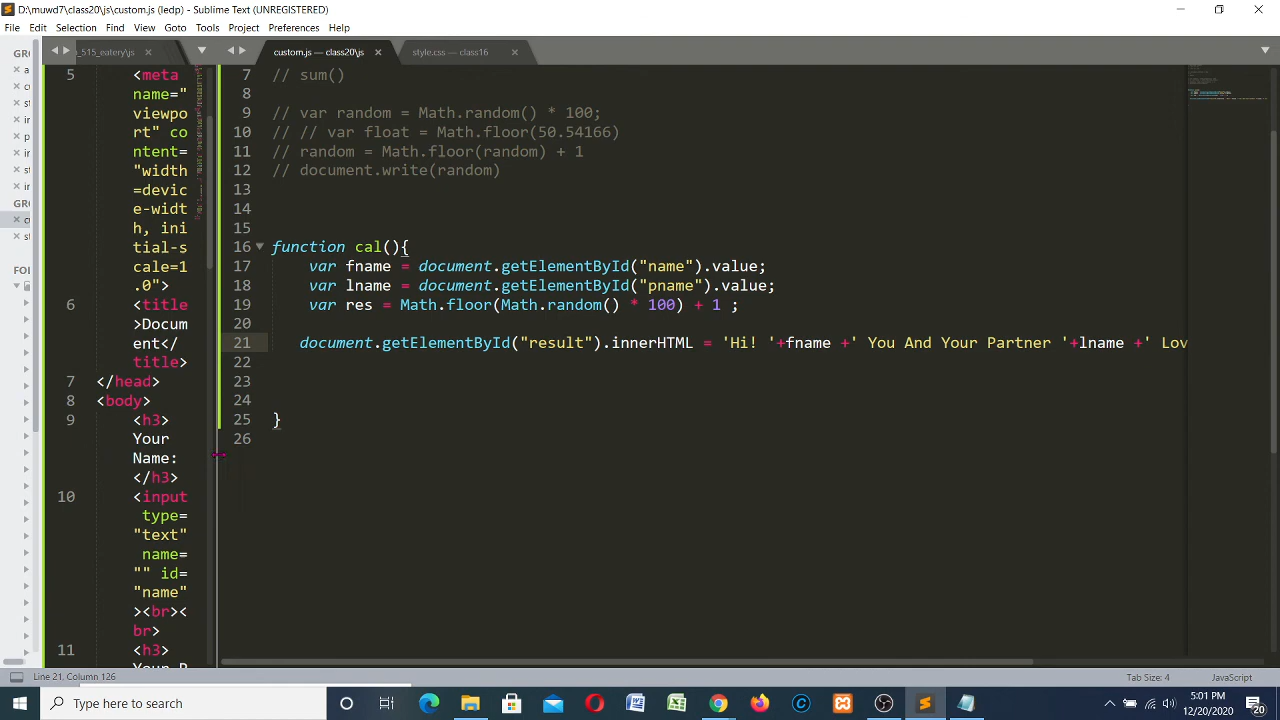 D:\muwd7\class20\js\custom.js (ledp) - Sublime Text (UNREGISTERED)
File Edit Selection Find View Goto Tools Project Preferences Help
_515_eatery\js
custom.js — class20\js
style.css — class16
5 <meta
name="
viewpo
rt" co
ntent=
"width
=devic
e-widt
h, ini
tial-s
cale=1
.0">
6 <title
>Docum
ent</
title>
7 </head>
8 <body>
9 <h3>
Your
Name:
</h3>
10 <input
type=
"text"
name=
"" id=
"name"
><br><
br>
11 <h3>
7 // sum()
8
9 // var random = Math.random() * 100;
10 // // var float = Math.floor(50.54166)
11 // random = Math.floor(random) + 1
12 // document.write(random)
13
14
15
16 function cal(){
17 var fname = document.getElementById("name").value;
18 var lname = document.getElementById("pname").value;
19 var res = Math.floor(Math.random() * 100) + 1 ;
20
21 document.getElementById("result").innerHTML = 'Hi! '+fname +' You And Your Partner '+lname +' Lov
22
23
24
25 }
26
Line 21, Column 126
Tab Size: 4
JavaScript
Type here to search
5:01 PM
12/20/2020
20